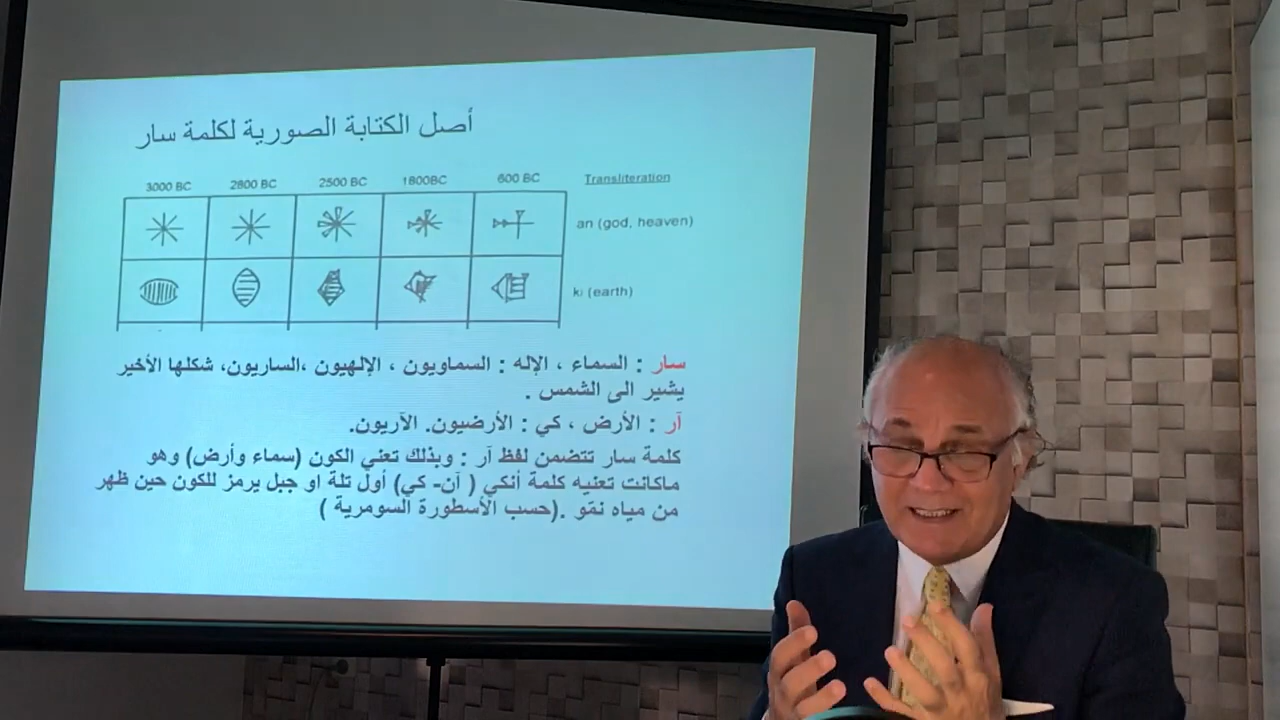 أصل الكتابة الصورية لكلمة سار
3000 BC 2800 BC 2500 BC 1800BC 600 BC Transliteration
an (god, heaven)
ki (earth)
سار : السماء ، الإله : السماويون ، الإلهيون ،الساريون، شكلها الأخير
يشير الى الشمس .
آر : الأرض ، كي : الأرضيون. الآريون.
كلمة سار تتضمن لفظ آر : وبذلك تعني الكون (سماء وأرض) وهو
ماكانت تعنيه كلمة أنكي ( آن- كي) أول تلة او جبل يرمز للكون حين ظهر
من مياه نمّو .(حسب الأسطورة السومرية )